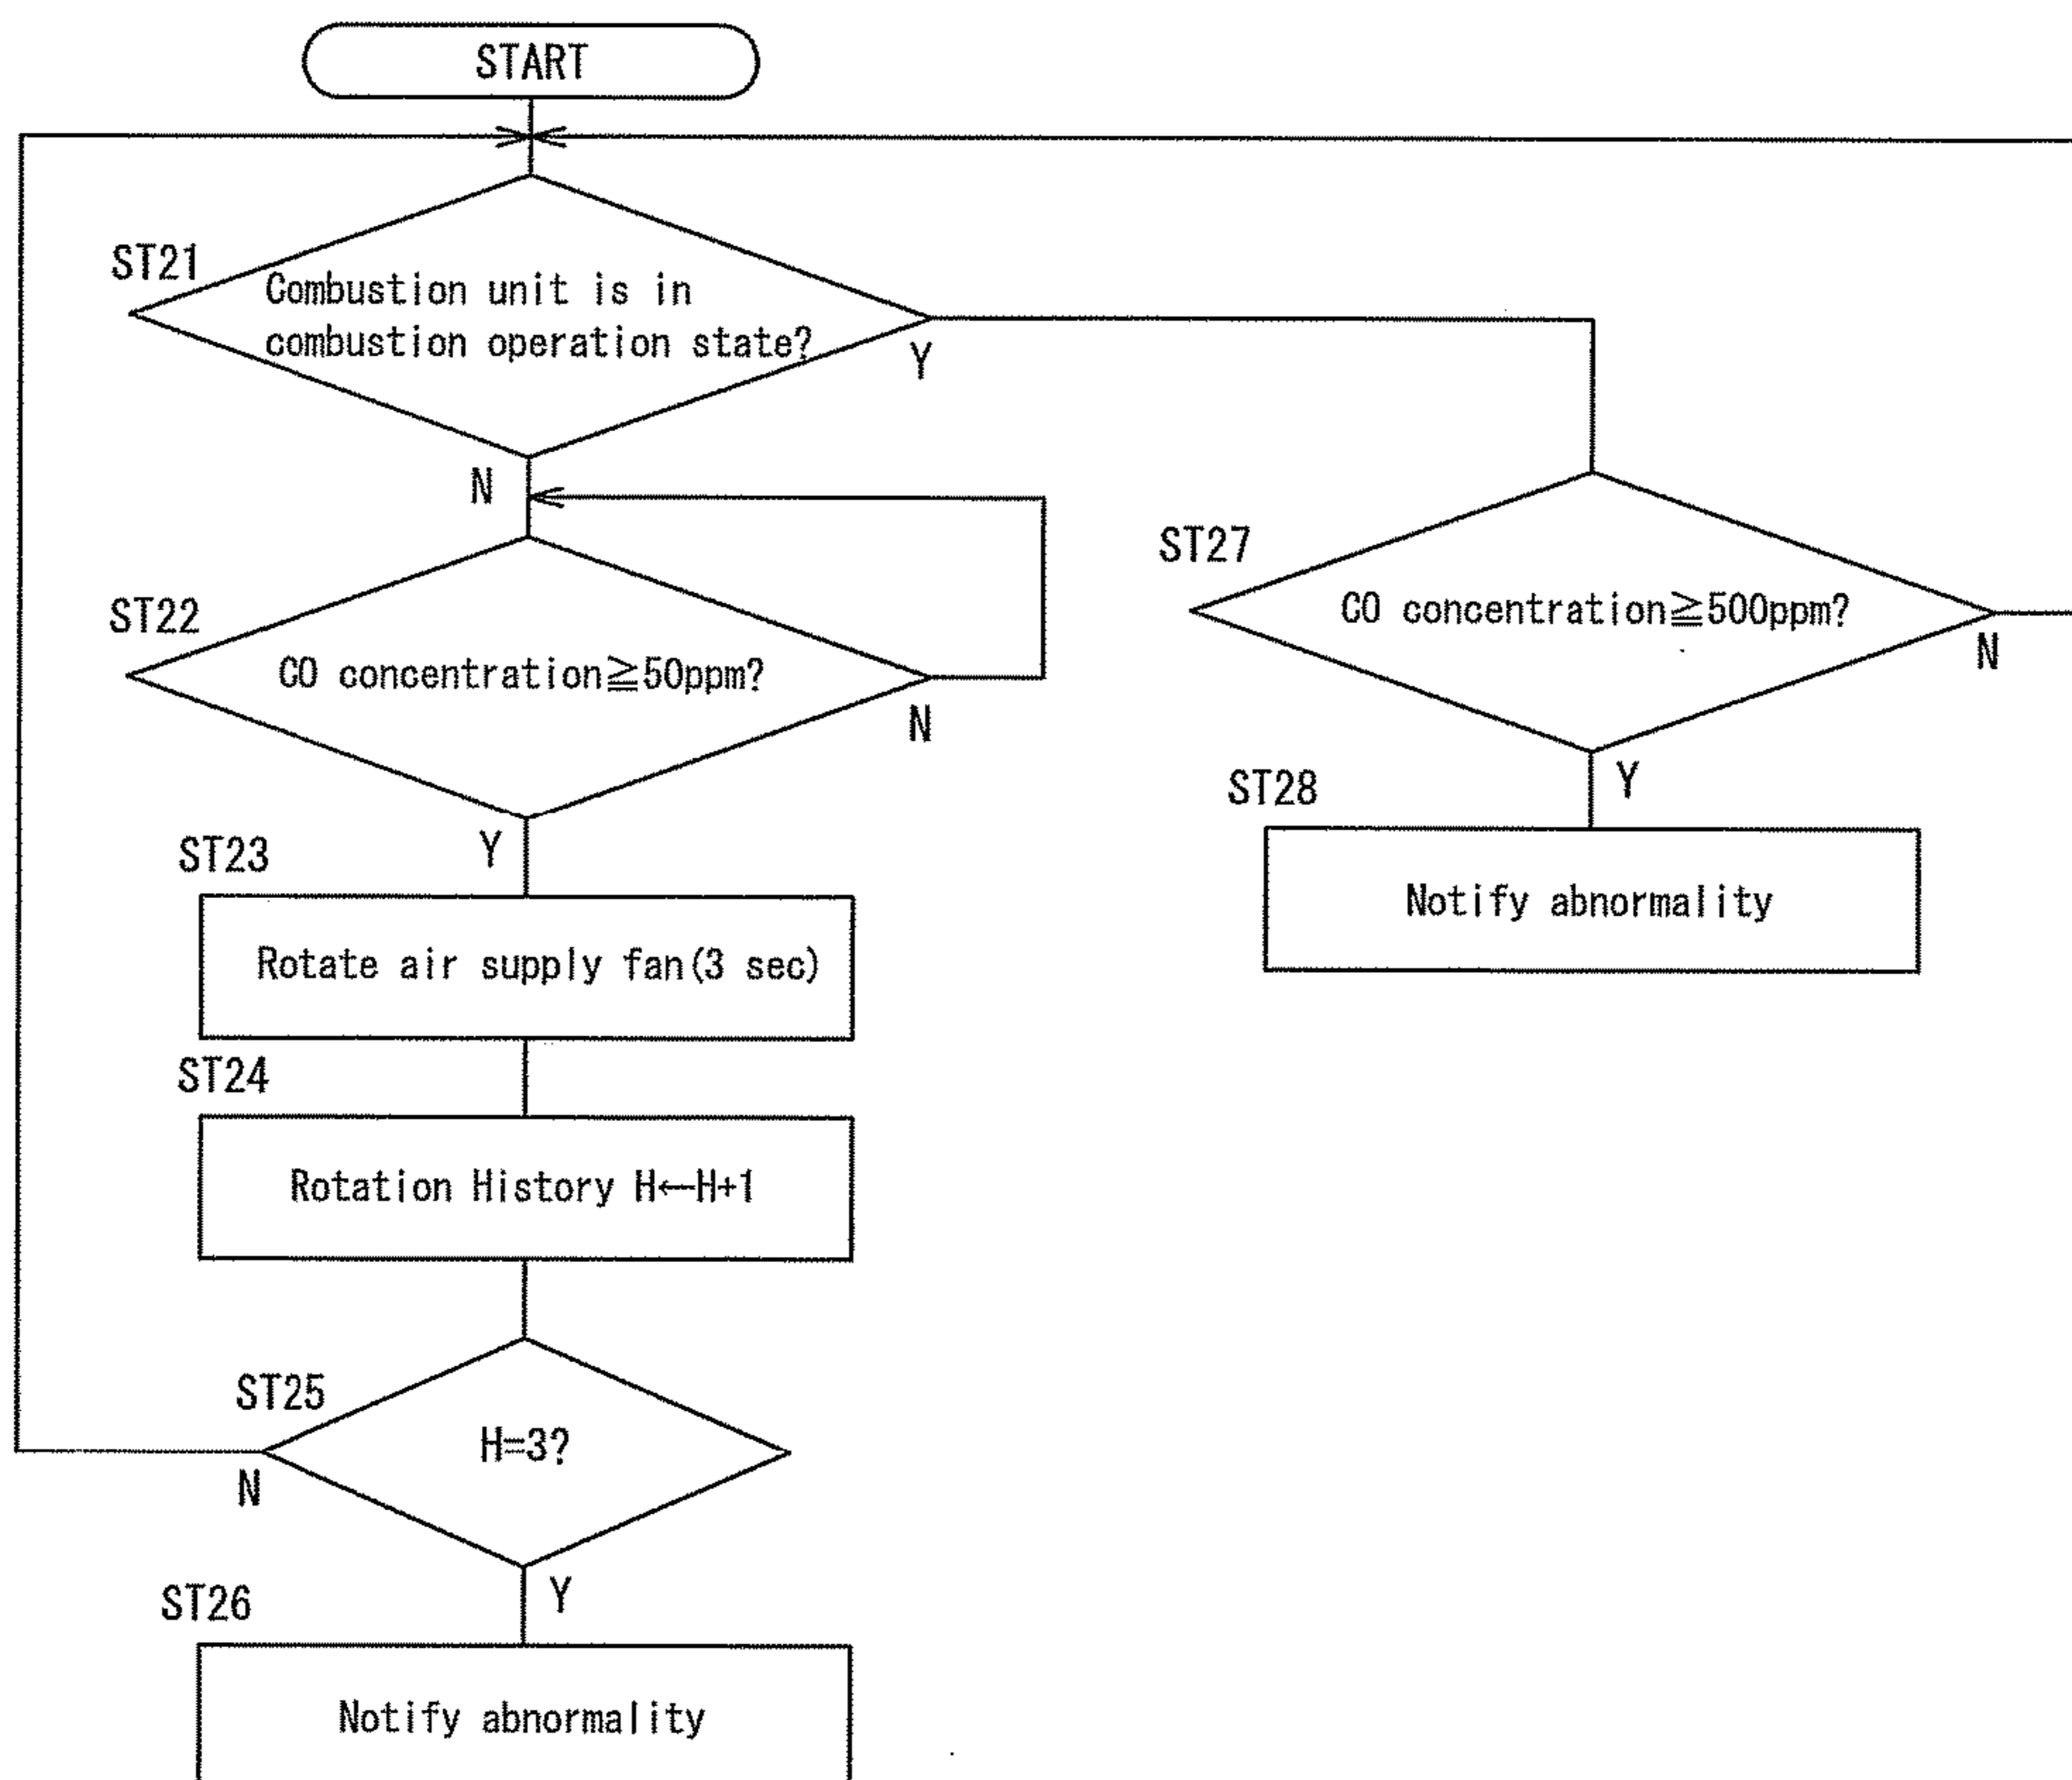 START
ST21
Combustion unit is in
combustion operation state?
Y
N
ST22
CO concentration≧50ppm?
N
Y
ST23
Rotate air supply fan(3 sec)
ST24
Rotation History H←H+1
ST25
H=3?
N
Y
ST26
Notify abnormality
ST27
CO concentration≧500ppm?
N
Y
ST28
Notify abnormality